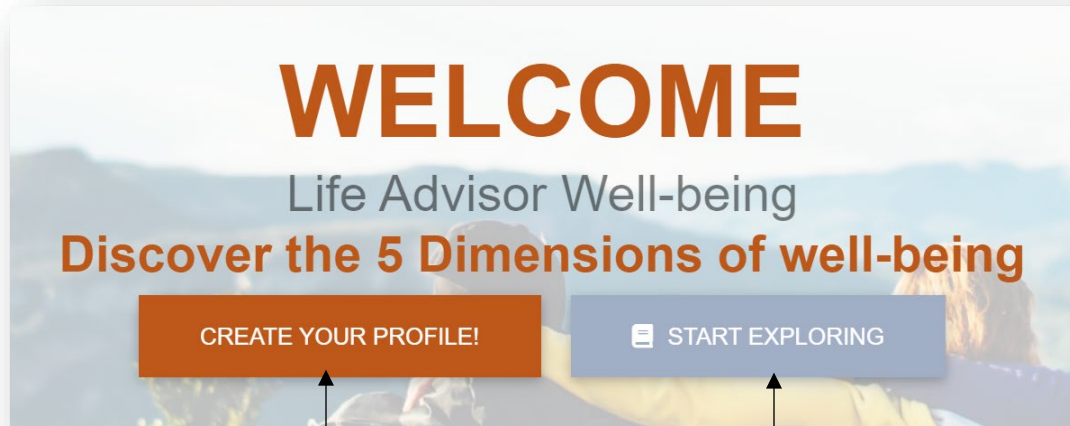 WELCOME
Life Advisor Well-being
Discover the 5 Dimensions of well-being
CREATE YOUR PROFILE!
START EXPLORING